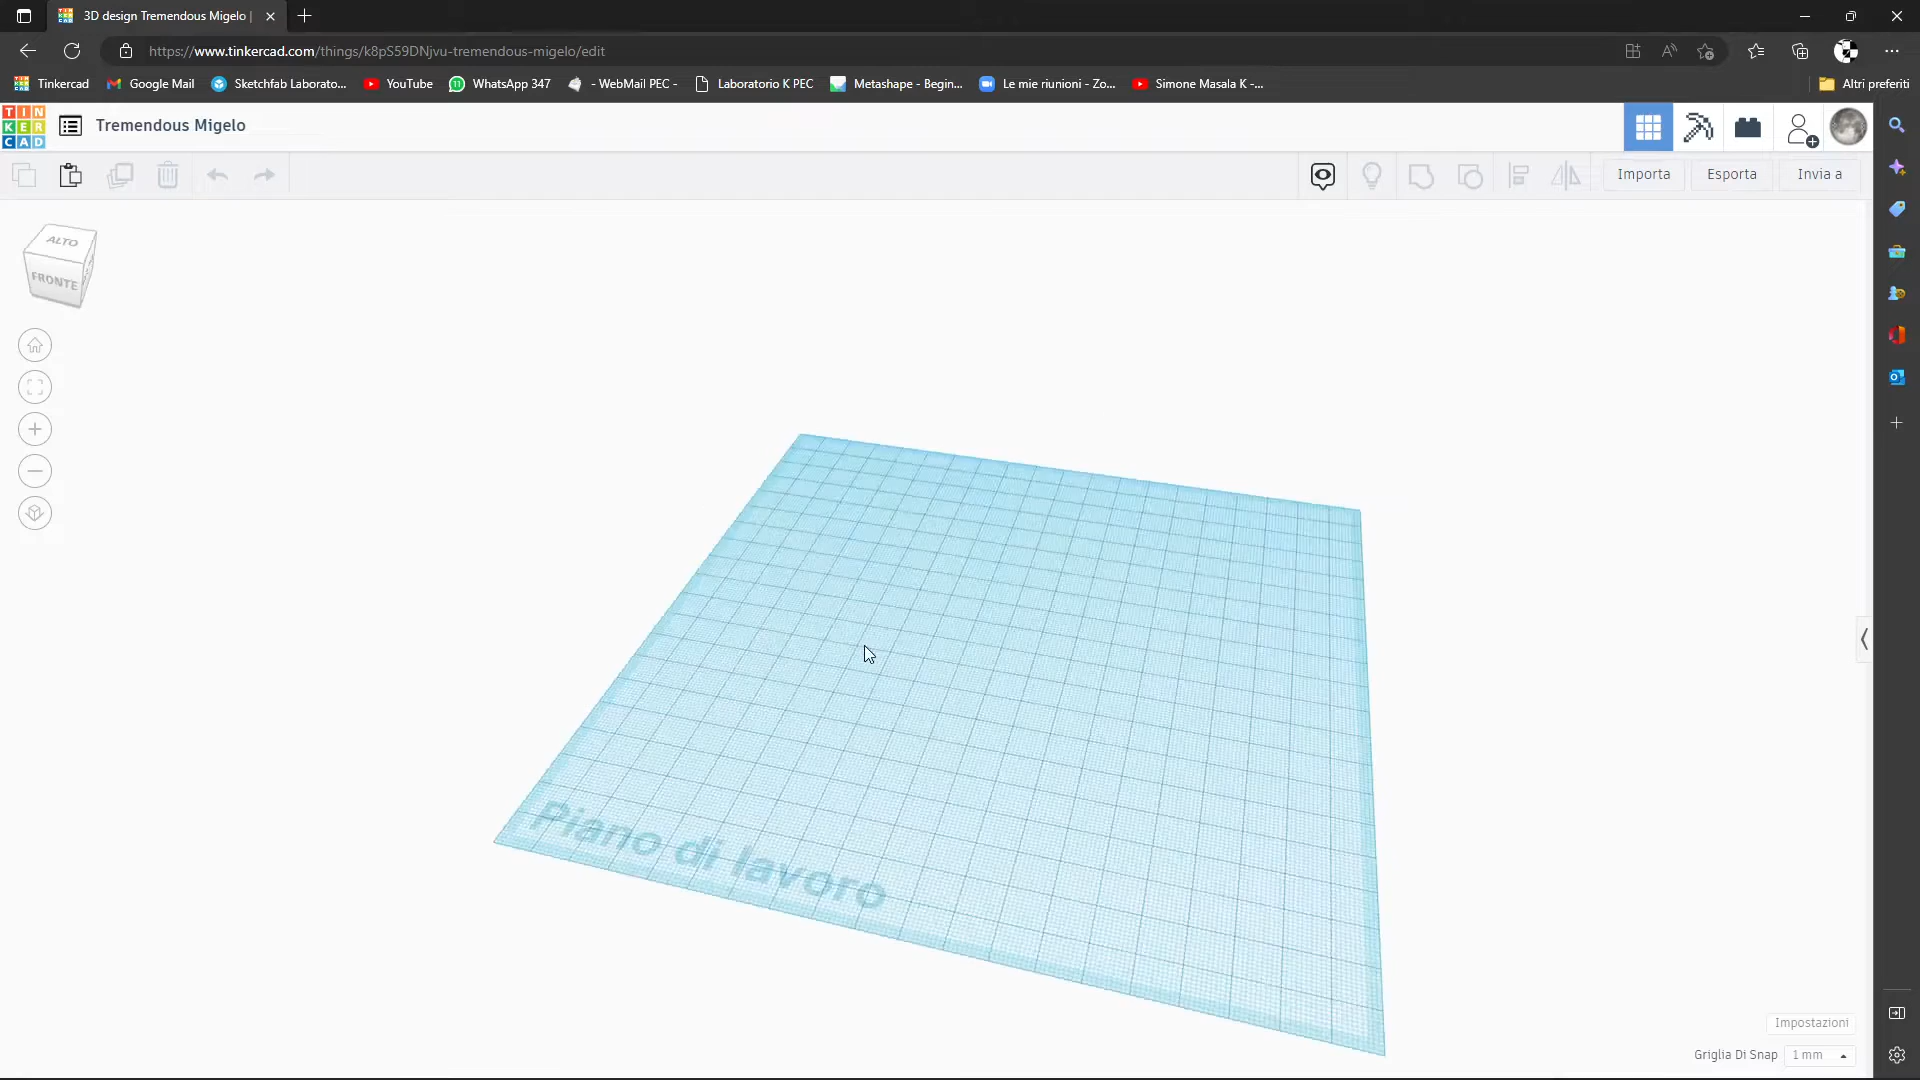 3D design Tremendous Migelo |
https://www.tinkercad.com/things/k8pS59DNjvu-tremendous-migelo/edit
Tinkercad Google Mail Sketchfab Laborato... YouTube WhatsApp 347 - WebMail PEC - Laboratorio K PEC Metashape - Begin... Le mie riunioni - Zo... Simone Masala K -... Altri preferiti
TIN
KER
CAD
Tremendous Migelo
Importa Esporta Invia a
ALTO
FRONTE
Piano di lavoro
Impostazioni
Griglia Di Snap 1 mm